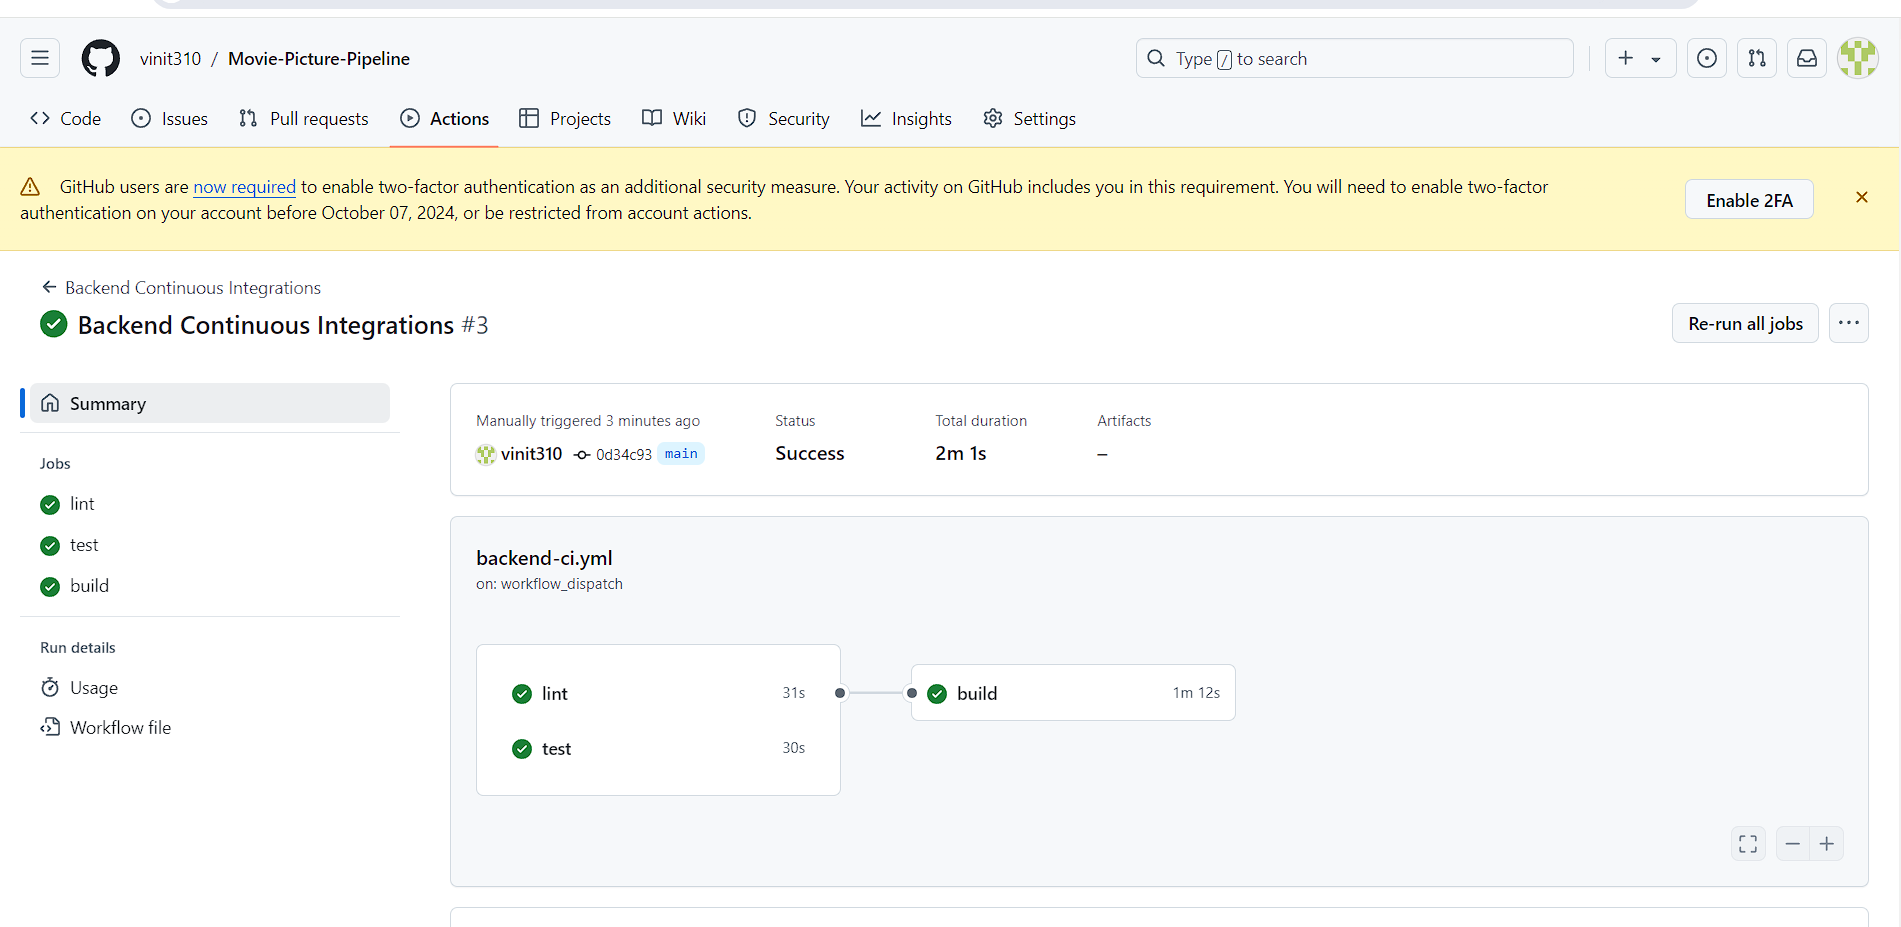 vinit310 / Movie-Picture-Pipeline
Type / to search
Code Issues Pull requests Actions Projects Wiki Security Insights Settings
GitHub users are now required to enable two-factor authentication as an additional security measure. Your activity on GitHub includes you in this requirement. You will need to enable two-factor
authentication on your account before October 07, 2024, or be restricted from account actions.
Enable 2FA
Backend Continuous Integrations
Backend Continuous Integrations #3
Re-run all jobs
Summary
Jobs
lint
test
build
Run details
Usage
Workflow file
Manually triggered 3 minutes ago
vinit310 0d34c93 main
Status
Success
Total duration
2m 1s
Artifacts
–
backend-ci.yml
on: workflow_dispatch
lint 31s
test 30s
build 1m 12s